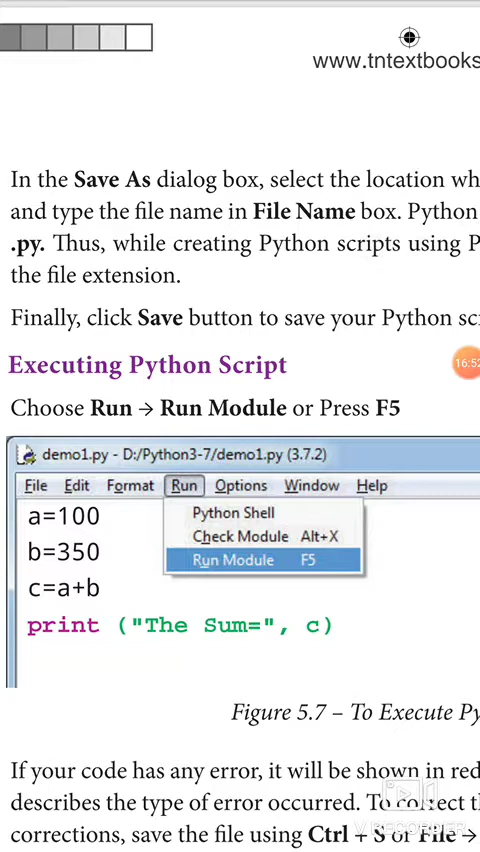 www.tntextbooks
In the Save As dialog box, select the location wh
and type the file name in File Name box. Python
.py. Thus, while creating Python scripts using P
the file extension.
Finally, click Save button to save your Python scr
Executing Python Script
16:52
Choose Run → Run Module or Press F5
demo1.py - D:/Python3-7/demo1.py (3.7.2)
File Edit Format Run Options Window Help
a=100
Python Shell
b=350
Check Module Alt+X
Run Module F5
c=a+b
print ("The Sum=", c)
Figure 5.7 – To Execute Py
If your code has any error, it will be shown in red
describes the type of error occurred. To correct th
corrections, save the file using Ctrl + S or File →
V RECORDER